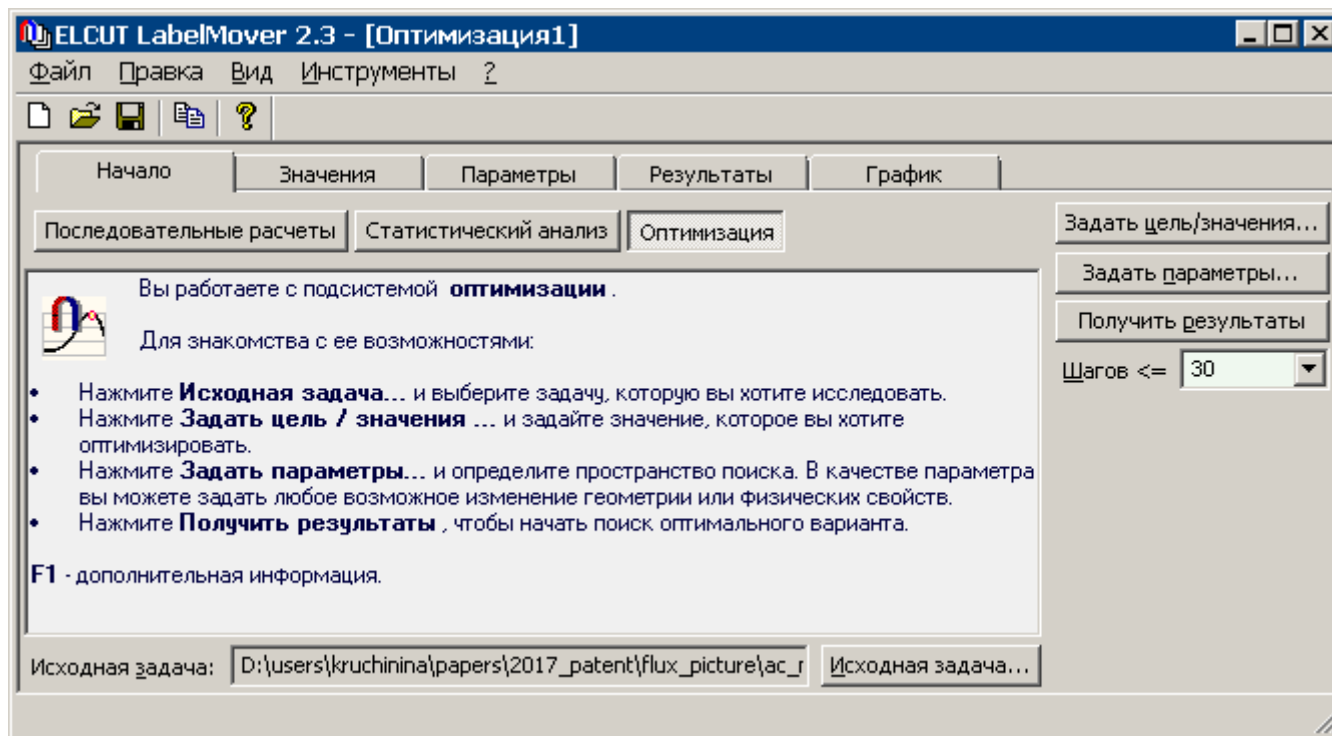 ELCUT LabelMover 2.3 - [Оптимизация1]
Файл Правка Вид Инструменты ?
Начало Значения Параметры Результаты График
Последовательные расчеты Статистический анализ Оптимизация
Задать цель/значения...
Задать параметры...
Получить результаты
Шагов <= 30
Вы работаете с подсистемой оптимизации .
Для знакомства с ее возможностями:
• Нажмите Исходная задача... и выберите задачу, которую вы хотите исследовать.
• Нажмите Задать цель / значения ... и задайте значение, которое вы хотите
оптимизировать.
• Нажмите Задать параметры... и определите пространство поиска. В качестве параметра
вы можете задать любое возможное изменение геометрии или физических свойств.
• Нажмите Получить результаты , чтобы начать поиск оптимального варианта.
F1 - дополнительная информация.
Исходная задача: D:\users\kruchinina\papers\2017_patent\flux_picture\ac_ Исходная задача...